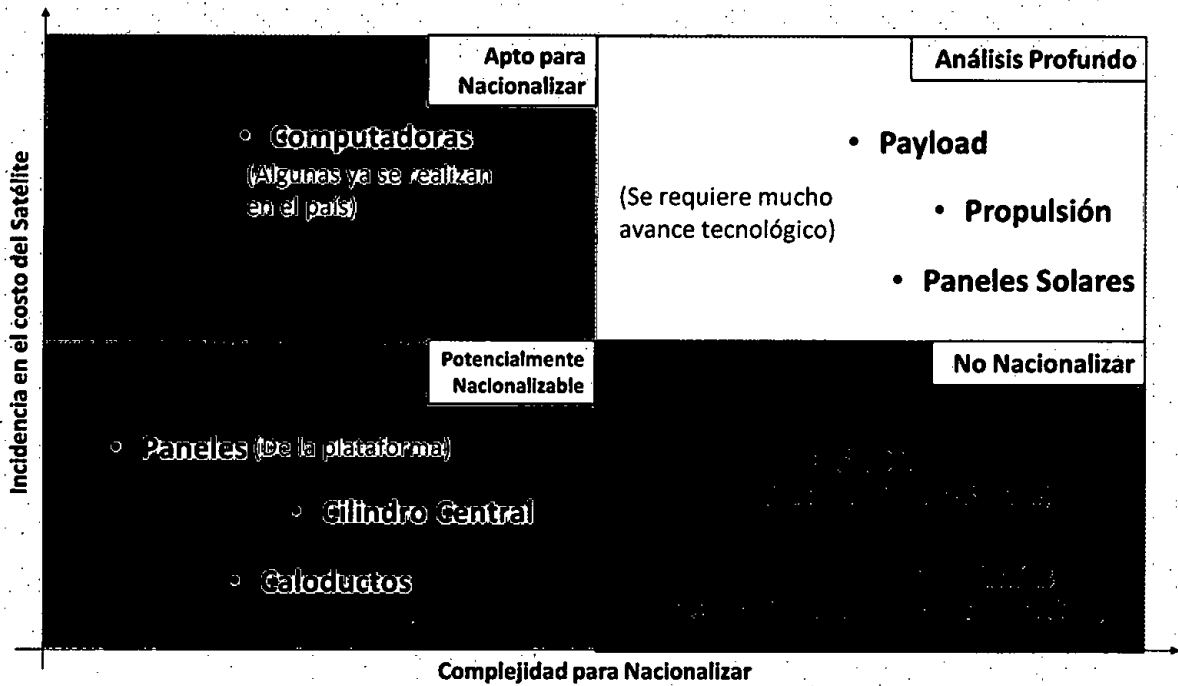 Incidencia en el costo del Satélite
Apto para
Nacionalizar
• Computadoras
(Algunas ya se realizan
en el país)
Análisis Profundo
• Payload
(Se requiere mucho
avance tecnológico)
• Propulsión
• Paneles Solares
Potencialmente
Nacionalizable
• Paneles (De la plataforma)
• Cilindro Central
• Caloductos
No Nacionalizar
Complejidad para Nacionalizar